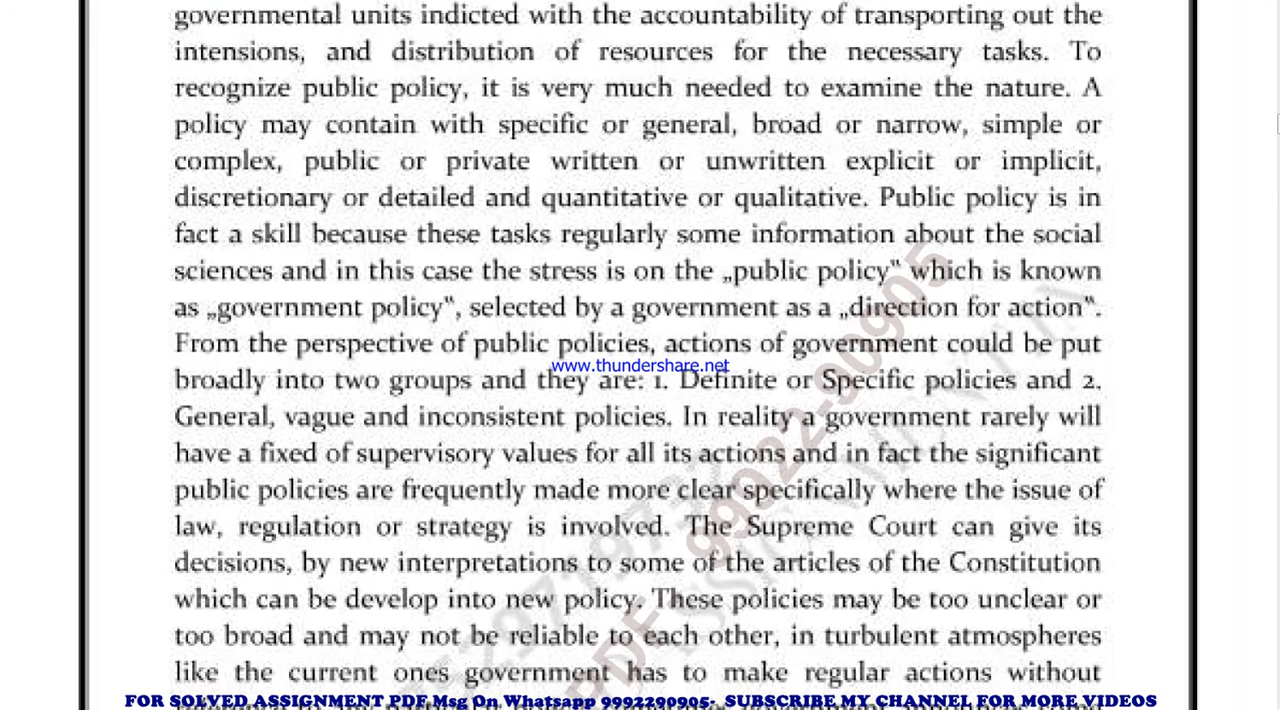 governmental units indicted with the accountability of transporting out the
intensions, and distribution of resources for the necessary tasks. To
recognize public policy, it is very much needed to examine the nature. A
policy may contain with specific or general, broad or narrow, simple or
complex, public or private written or unwritten explicit or implicit,
discretionary or detailed and quantitative or qualitative. Public policy is in
fact a skill because these tasks regularly some information about the social
sciences and in this case the stress is on the „public policy‟ which is known
as „government policy‟, selected by a government as a „direction for action‟.
From the perspective of public policies, actions of government could be put
www.thundershare.net
broadly into two groups and they are: 1. Definite or Specific policies and 2.
General, vague and inconsistent policies. In reality a government rarely will
have a fixed of supervisory values for all its actions and in fact the significant
public policies are frequently made more clear specifically where the issue of
law, regulation or strategy is involved. The Supreme Court can give its
decisions, by new interpretations to some of the articles of the Constitution
which can be develop into new policy. These policies may be too unclear or
too broad and may not be reliable to each other, in turbulent atmospheres
like the current ones government has to make regular actions without
PDF 99922-90905
FOR SOLVED ASSIGNMENT PDF Msg On Whatsapp 9992290905- SUBSCRIBE MY CHANNEL FOR MORE VIDEOS